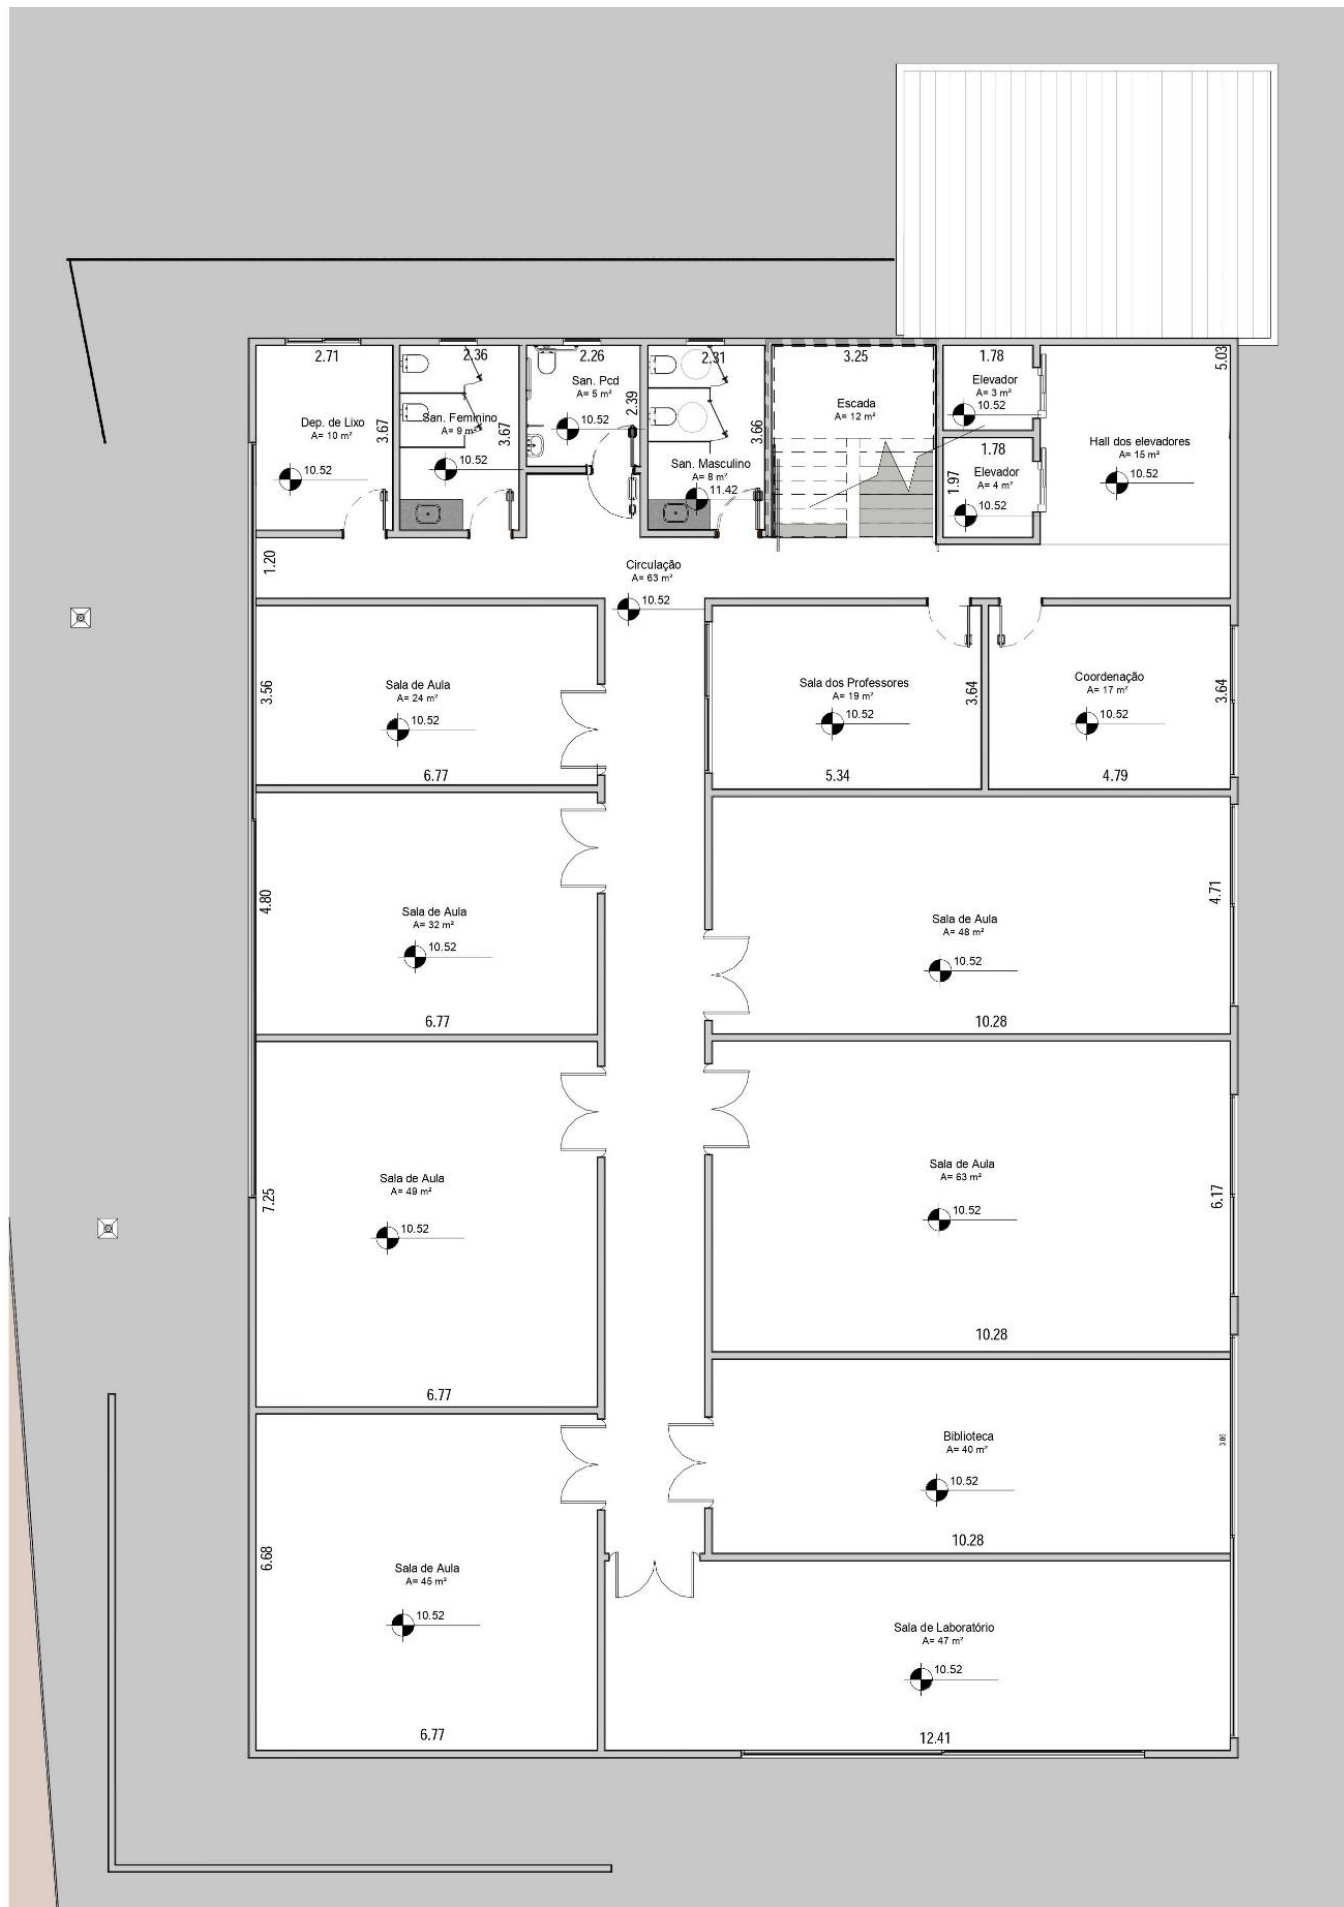 2.71
2.36
2.26
2.31
3.25
1.78
5.03
San. Pcd
A= 5 m²
10.52
2.39
Elevador
A= 3 m²
10.52
Dep. de Lixo
A= 10 m²
3.67
10.52
San. Feminino
A= 9 m²
3.67
10.52
San. Masculino
A= 8 m²
11.42
3.66
Escada
A= 12 m²
1.78
Elevador
A= 4 m²
1.97
10.52
Hall dos elevadores
A= 15 m²
10.52
1.20
Circulação
A= 63 m²
10.52
Sala de Aula
A= 24 m²
10.52
3.56
6.77
Sala dos Professores
A= 19 m²
10.52
3.64
5.34
Coordenação
A= 17 m²
10.52
3.64
4.79
Sala de Aula
A= 32 m²
10.52
4.80
6.77
Sala de Aula
A= 48 m²
10.52
4.71
10.28
Sala de Aula
A= 49 m²
10.52
7.25
6.77
Sala de Aula
A= 63 m²
10.52
6.17
10.28
Biblioteca
A= 40 m²
10.52
10.28
Sala de Aula
A= 45 m²
10.52
6.68
6.77
Sala de Laboratório
A= 47 m²
10.52
12.41